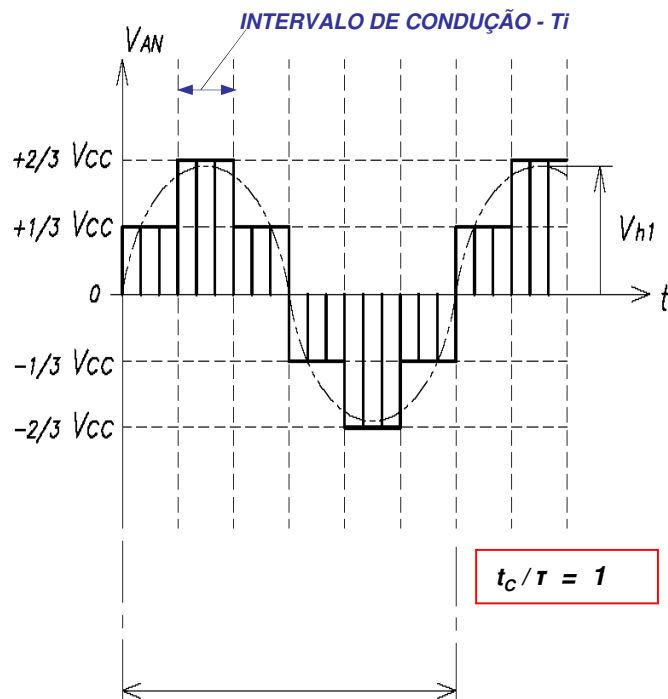 INTERVALO DE CONDUÇÃO - Ti
VAN
+2/3 VCC
+1/3 VCC
Vh1
0
t
-1/3 VCC
-2/3 VCC
tC / τ = 1